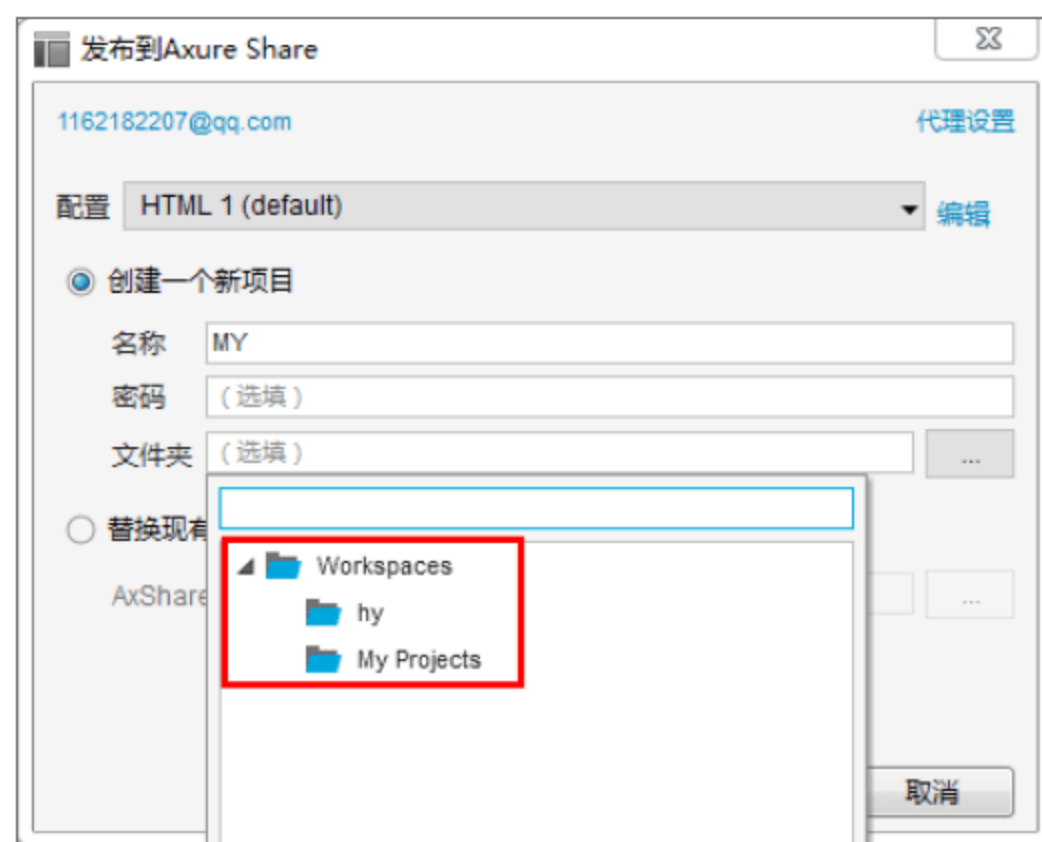 发布到Axure Share
1162182207@qq.com 代理设置
配置 HTML 1 (default) 编辑
创建一个新项目
名称 MY
密码 (选填)
文件夹 (选填) ...
替换现有
Workspaces
AxShare ...
hy
My Projects
取消